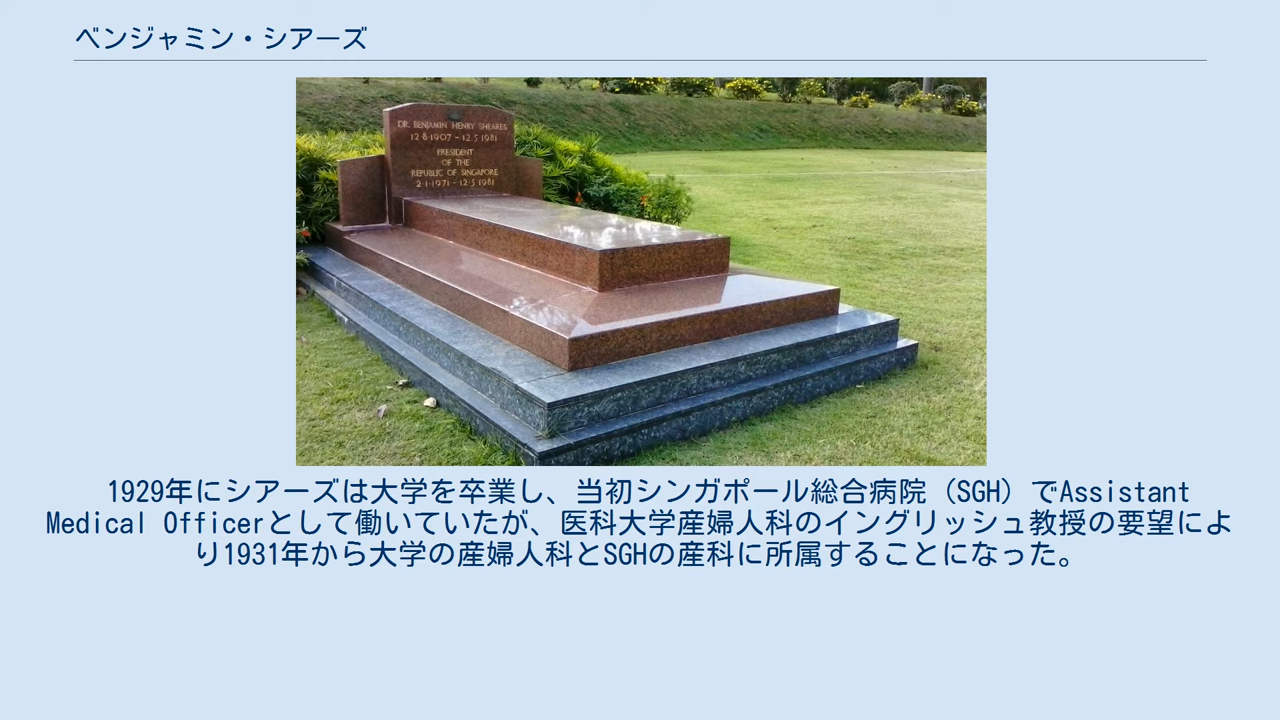 ベンジャミン・シアーズ
DR. BENJAMIN HENRY SHEARES
12·8·1907 – 12·5·1981
PRESIDENT
OF THE
REPUBLIC OF SINGAPORE
2·1·1971 – 12·5·1981
1929年にシアーズは大学を卒業し、当初シンガポール総合病院（SGH）でAssistant
Medical Officerとして働いていたが、医科大学産婦人科のイングリッシュ教授の要望によ
り1931年から大学の産婦人科とSGHの産科に所属することになった。